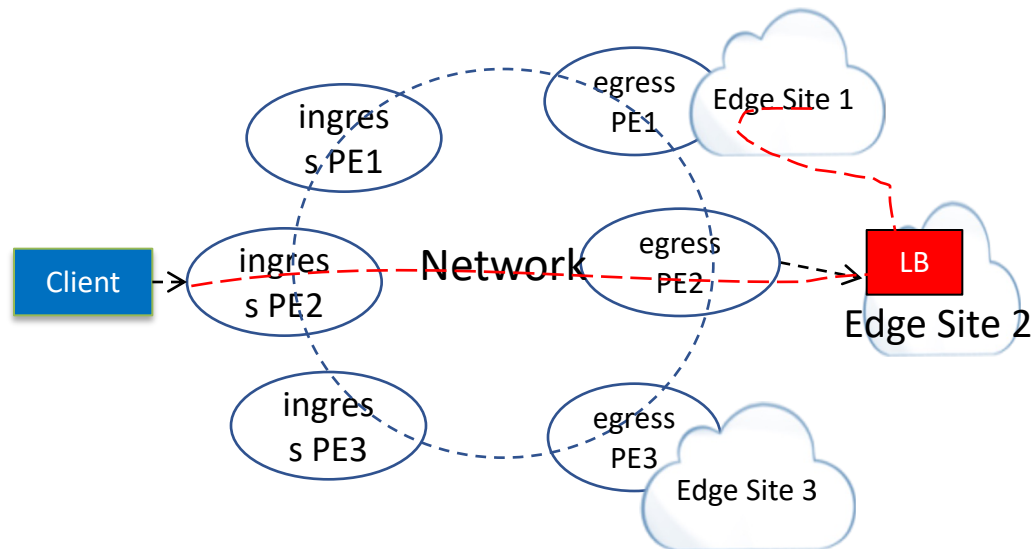 egress
PE1
Edge Site 1
ingres
s PE1
Client
ingres
s PE2
Network
egress
PE2
LB
Edge Site 2
ingres
s PE3
egress
PE3
Edge Site 3